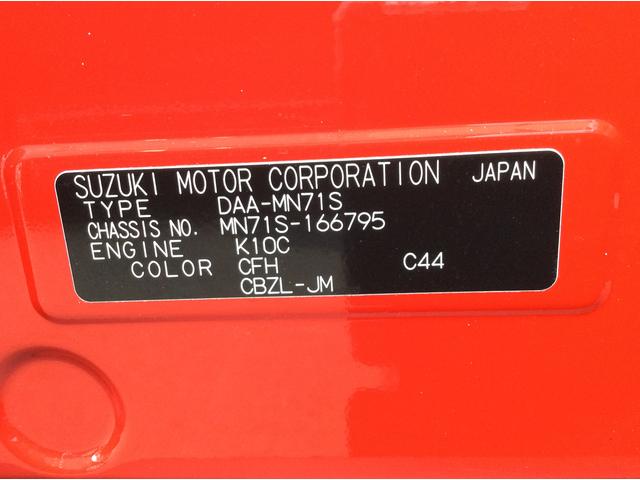 SUZUKI MOTOR CORPORATION JAPAN
TYPE DAA-MN71S
CHASSIS NO. MN71S-166795
ENGINE K10C
COLOR CFH C44
CBZL-JM